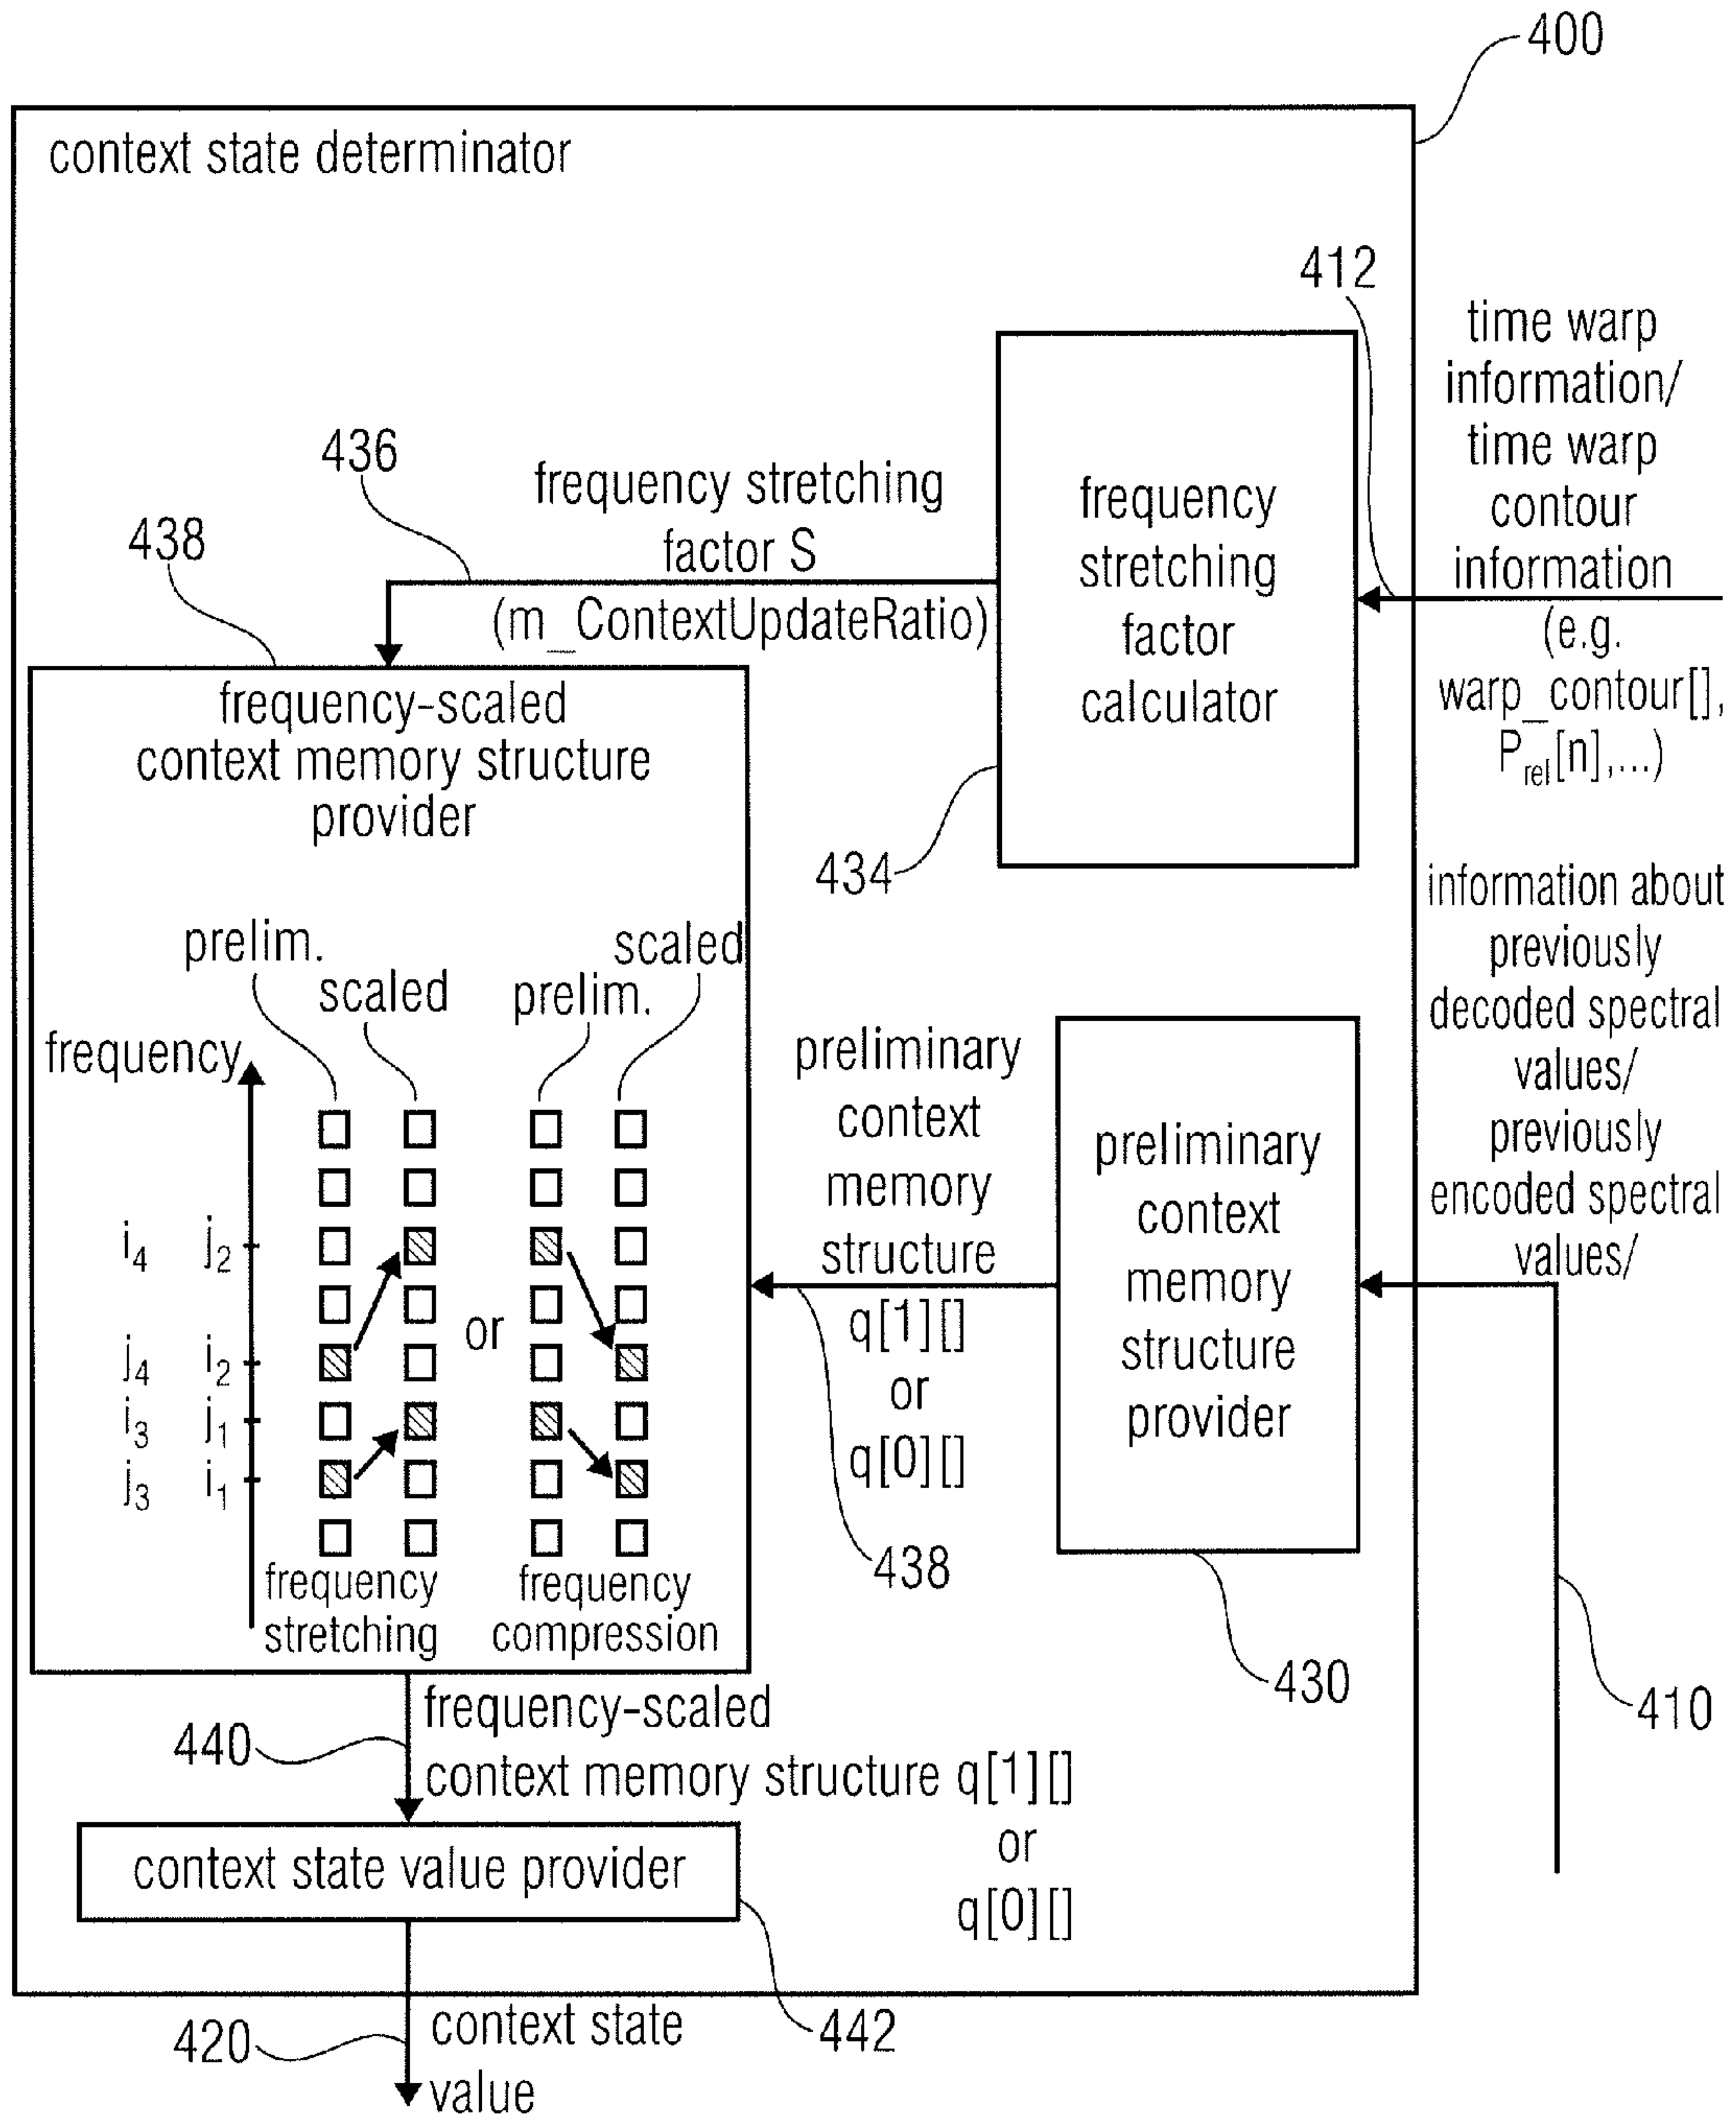 400
context state determinator
412
time warp
information/
time warp
contour
information
(e.g.
warp_contour[],
P_rel[n],...)
436
frequency stretching
factor S
(m_ContextUpdateRatio)
frequency
stretching
factor
calculator
438
434
frequency-scaled
context memory structure
provider
prelim.
scaled
prelim.
scaled
frequency
i4 j2
j4 i2
i3 j1
j3 i1
or
frequency
stretching
frequency
compression
preliminary
context
memory
structure
q[1][]
or
q[0][]
438
preliminary
context
memory
structure
provider
430
information about
previously
decoded spectral
values/
previously
encoded spectral
values/
410
440
frequency-scaled
context memory structure q[1][]
or
q[0][]
context state value provider
442
420
context state
value